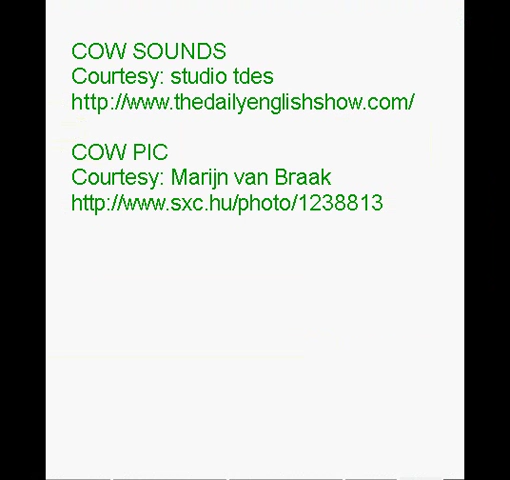 COW SOUNDS
Courtesy: studio tdes
http://www.thedailyenglishshow.com/
COW PIC
Courtesy: Marijn van Braak
http://www.sxc.hu/photo/1238813